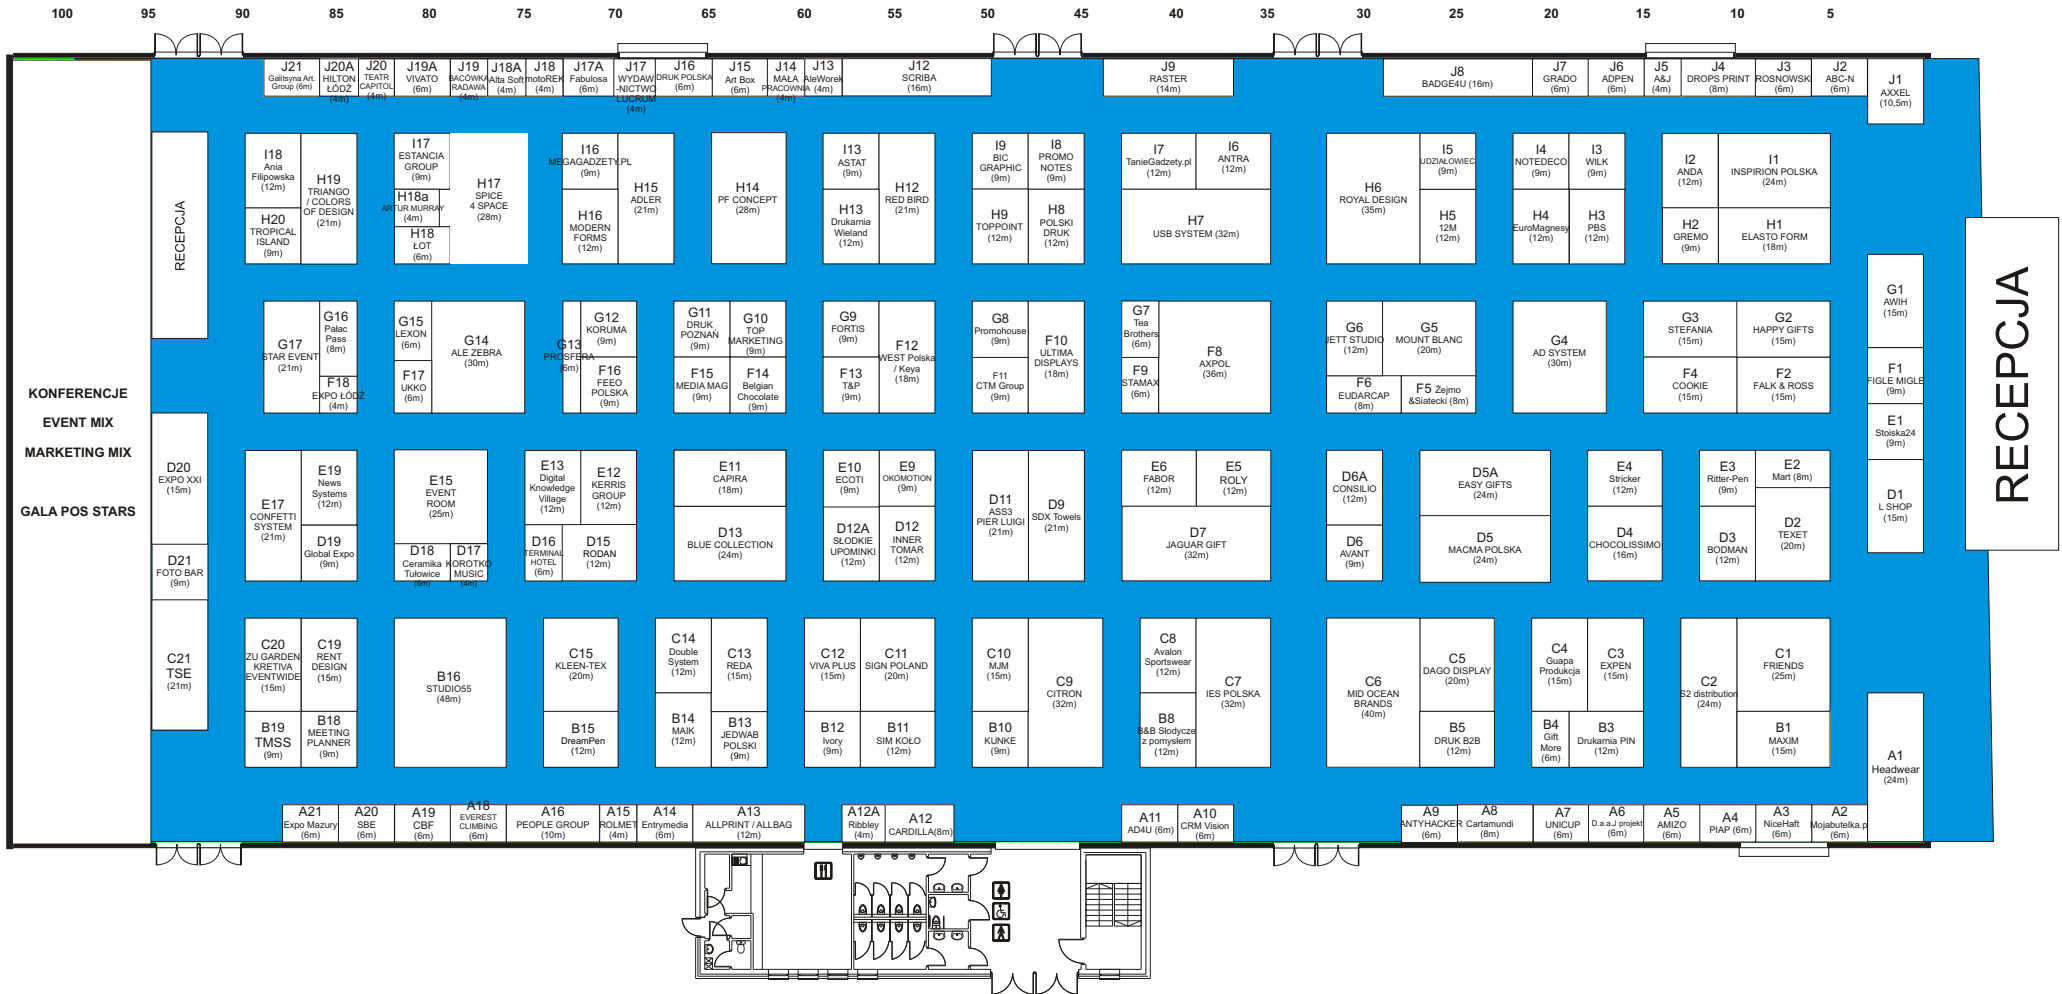 100 95 90 85 80 75 70 65 60 55 50 45 40 35 30 25 20 15 10 5
J21
Galitsyna Art.
Group (6m)
J20A
HILTON
ŁÓDŹ
(4m)
J20
TEATR
CAPITOL
(4m)
J19A
VIVATO
(6m)
J19
BACÓWKA
RADAWA
(4m)
J18A
Alta Soft
(4m)
J18
motoREK
(4m)
J17A
Fabulosa
(6m)
J17
WYDAW
-NICTWO
LUCRUM
(4m)
J16
DRUK POLSKA
(6m)
J15
Art Box
(6m)
J14
MAŁA
PRACOWNIA
(4m)
J13
AleWorek
(4m)
J12
SCRIBA
(16m)
J9
RASTER
(14m)
J8
BADGE4U (16m)
J7
GRADO
(6m)
J6
ADPEN
(6m)
J5
A&J
(4m)
J4
DROPS PRINT
(8m)
J3
ROSNOWSKI
(6m)
J2
ABC-N
(6m)
J1
AXXEL
(10,5m)
RECEPCJA
I18
Ania
Filipowska
(12m)
H19
TRIANGO
/ COLORS
OF DESIGN
(21m)
H20
TROPICAL
ISLAND
(9m)
I17
ESTANCIA
GROUP
(9m)
H18a
ARTUR MURRAY
(4m)
H18
ŁOT
(6m)
H17
SPICE
4 SPACE
(28m)
I16
MEGAGADZETY.PL
(9m)
H16
MODERN
FORMS
(12m)
H15
ADLER
(21m)
H14
PF CONCEPT
(28m)
I13
ASTAT
(9m)
H13
Drukarnia
Wieland
(12m)
H12
RED BIRD
(21m)
I9
BIC
GRAPHIC
(9m)
I8
PROMO
NOTES
(9m)
H9
TOPPOINT
(12m)
H8
POLSKI
DRUK
(12m)
I7
TanieGadzety.pl
(12m)
I6
ANTRA
(12m)
H7
USB SYSTEM (32m)
H6
ROYAL DESIGN
(35m)
I5
UDZIAŁOWIEC
(9m)
H5
12M
(12m)
I4
NOTEDECO
(9m)
I3
WILK
(9m)
H4
EuroMagnesy
(12m)
H3
PBS
(12m)
I2
ANDA
(12m)
I1
INSPIRION POLSKA
(24m)
H2
GREMO
(9m)
H1
ELASTO FORM
(18m)
RECEPCJA
G17
STAR EVENT
(21m)
G16
Pałac
Pass
(8m)
F18
EXPO ŁÓDŹ
(4m)
G15
LEXON
(6m)
F17
UKKO
(6m)
G14
ALE ZEBRA
(30m)
G13
PROSFERA
(6m)
G12
KORUMA
(9m)
F16
FEEO
POLSKA
(9m)
G11
DRUK
POZNAŃ
(9m)
G10
TOP
MARKETING
(9m)
F15
MEDIA MAG
(9m)
F14
Belgian
Chocolate
(9m)
G9
FORTIS
(9m)
F13
T&P
(9m)
F12
WEST Polska
/ Keya
(18m)
G8
Promohouse
(9m)
F11
CTM Group
(9m)
F10
ULTIMA
DISPLAYS
(18m)
G7
Tea
Brothers
(6m)
F9
STAMAX
(6m)
F8
AXPOL
(36m)
G6
JETT STUDIO
(12m)
G5
MOUNT BLANC
(20m)
F6
EUDARCAP
(8m)
F5 Żejmo
&Siatecki (8m)
G4
AD SYSTEM
(30m)
G3
STEFANIA
(15m)
G2
HAPPY GIFTS
(15m)
F4
COOKIE
(15m)
F2
FALK & ROSS
(15m)
G1
AWIH
(15m)
F1
FIGLE MIGLE
(9m)
E1
Stoiska24
(9m)
D1
L SHOP
(15m)
KONFERENCJE
EVENT MIX
MARKETING MIX
GALA POS STARS
D20
EXPO XXI
(15m)
D21
FOTO BAR
(9m)
C21
TSE
(21m)
E17
CONFETTI
SYSTEM
(21m)
E19
News
Systems
(12m)
D19
Global Expo
(9m)
E15
EVENT
ROOM
(25m)
D18
Ceramika
Tułowice
(6m)
D17
KOROTKO
MUSIC
(4m)
E13
Digital
Knowledge
Village
(12m)
E12
KERRIS
GROUP
(12m)
D16
TERMINAL
HOTEL
(6m)
D15
RODAN
(12m)
E11
CAPIRA
(18m)
D13
BLUE COLLECTION
(24m)
E10
ECOTI
(9m)
E9
OKOMOTION
(9m)
D12A
SŁODKIE
UPOMINKI
(12m)
D12
INNER
TOMAR
(12m)
D11
ASS3
PIER LUIGI
(21m)
D9
SDX Towels
(21m)
E6
FABOR
(12m)
E5
ROLY
(12m)
D7
JAGUAR GIFT
(32m)
D6A
CONSILIO
(12m)
D6
AVANT
(9m)
D5A
EASY GIFTS
(24m)
D5
MACMA POLSKA
(24m)
E4
Stricker
(12m)
D4
CHOCOLISSIMO
(16m)
E3
Ritter-Pen
(9m)
E2
Mart (8m)
D3
BODMAN
(12m)
D2
TEXET
(20m)
C20
ZU GARDEN
KRETIVA
EVENTWIDE
(15m)
C19
RENT
DESIGN
(15m)
B19
TMSS
(9m)
B18
MEETING
PLANNER
(9m)
B16
STUDIO55
(48m)
C15
KLEEN-TEX
(20m)
B15
DreamPen
(12m)
C14
Double
System
(12m)
C13
REDA
(15m)
B14
MAIK
(12m)
B13
JEDWAB
POLSKI
(9m)
C12
VIVA PLUS
(15m)
C11
SIGN POLAND
(20m)
B12
Ivory
(9m)
B11
SIM KOŁO
(12m)
C10
MJM
(15m)
B10
KUNKE
(9m)
C9
CITRON
(32m)
C8
Avalon
Sportswear
(12m)
B8
B&B Słodycze
z pomysłem
(12m)
C7
IES POLSKA
(32m)
C6
MID OCEAN
BRANDS
(40m)
C5
DAGO DISPLAY
(20m)
B5
DRUK B2B
(12m)
C4
Guapa
Produkcja
(15m)
C3
EXPEN
(15m)
B4
Gift
More
(6m)
B3
Drukarnia PIN
(12m)
C2
S2 distribution
(24m)
C1
FRIENDS
(25m)
B1
MAXIM
(15m)
A1
Headwear
(24m)
A21
Expo Mazury
(6m)
A20
SBE
(6m)
A19
CBF
(6m)
A18
EVEREST
CLIMBING
(6m)
A16
PEOPLE GROUP
(10m)
A15
ROLMET
(4m)
A14
Entrymedia
(6m)
A13
ALLPRINT / ALLBAG
(12m)
A12A
Ribbley
(4m)
A12
CARDILLA(8m)
A11
AD4U (6m)
A10
CRM Vision
(6m)
A9
ANTYHACKER
(6m)
A8
Cartamundi
(8m)
A7
UNICUP
(6m)
A6
D.a.a.J projekt
(6m)
A5
AMIZO
(6m)
A4
PIAP (6m)
A3
NiceHaft
(6m)
A2
Mojabutelka.p
(6m)